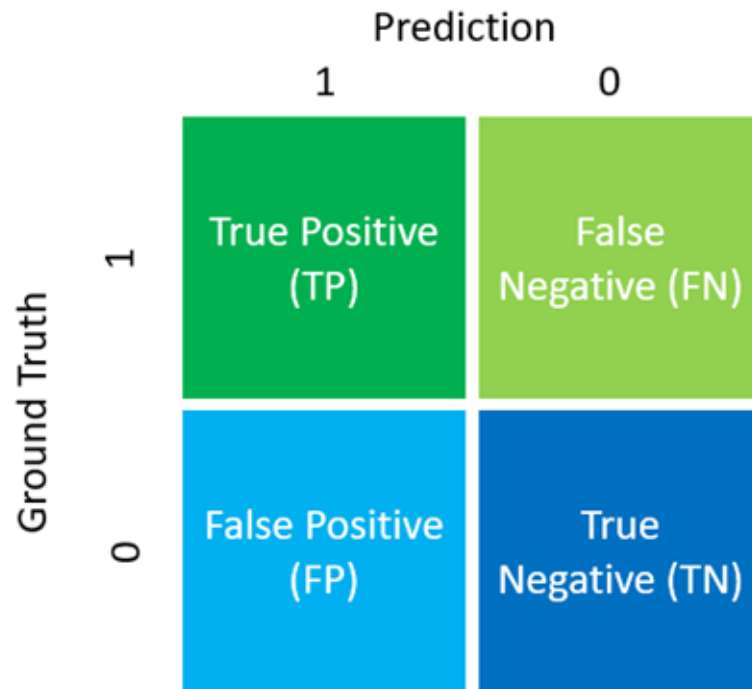 Prediction
1 0
Ground Truth
1
True Positive
(TP)
False
Negative (FN)
0
False Positive
(FP)
True
Negative (TN)